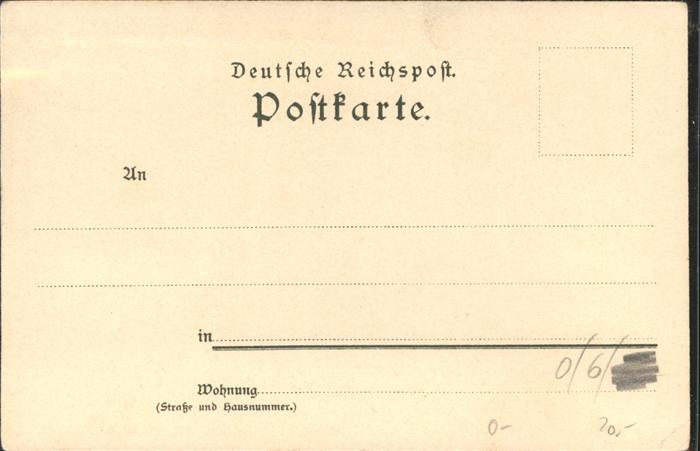 Deutsche Reichspost.
Postkarte.
An
in
Wohnung
(Straße und Hausnummer.)
0/6/
0-
20,-